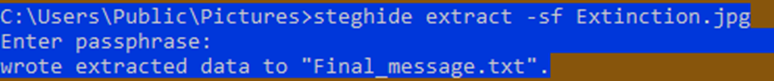 C:\Users\Public\Pictures>steghide extract -sf Extinction.jpg
Enter passphrase:
wrote extracted data to "Final_message.txt".